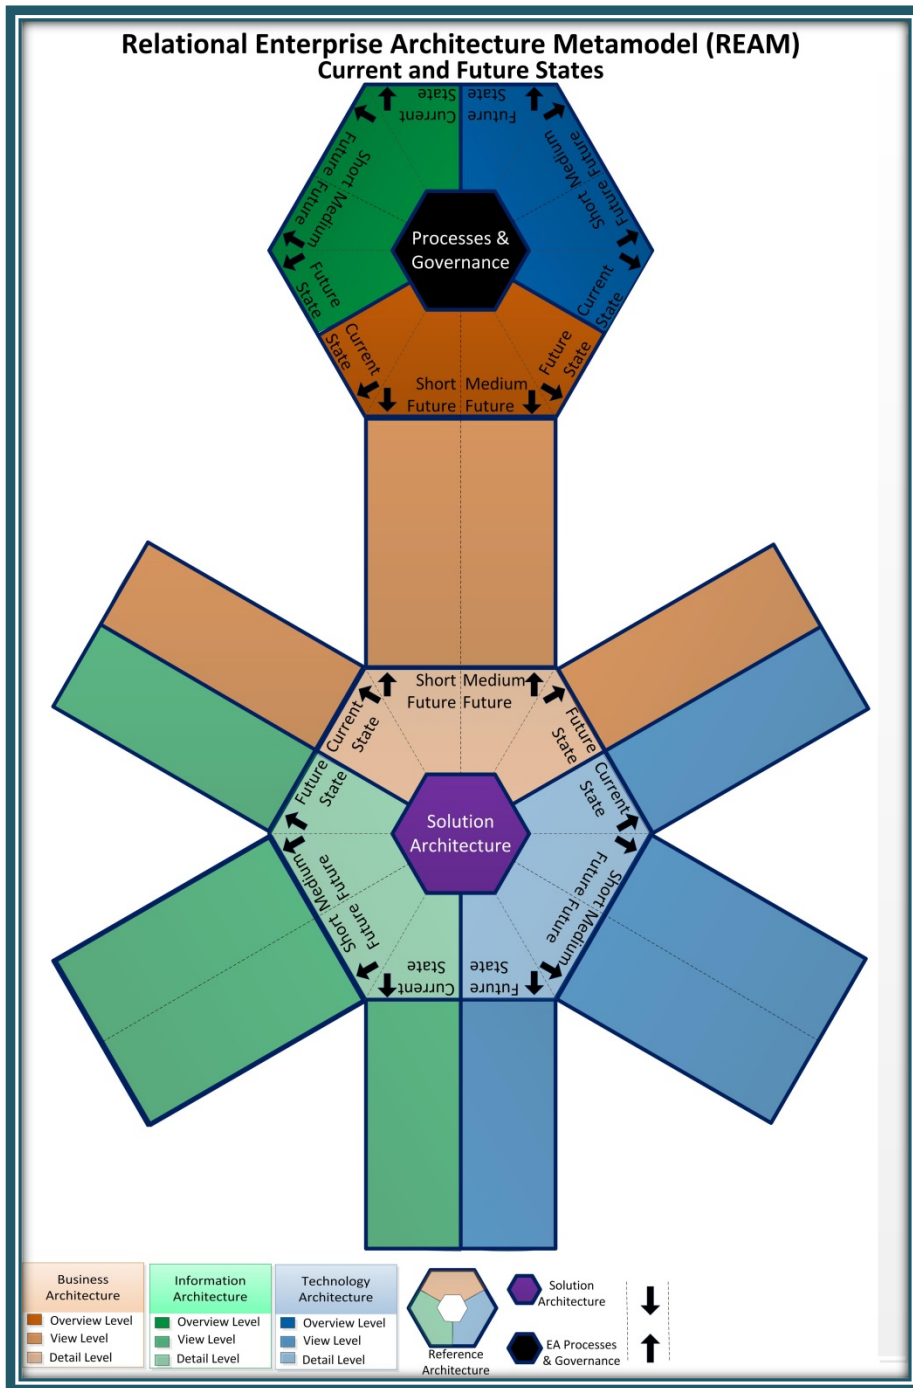 Relational Enterprise Architecture Metamodel (REAM)
Current and Future States
Current
State
Future
State
Short Medium
Future Future
Short Medium
Future Future
Processes &
Governance
Future
State
Current
State
Current
State
Future
State
Short Medium
Future Future
Short Medium
Future Future
Current
State
Future
State
Future
State
Current
State
Solution
Architecture
Short Medium
Future Future
Short Medium
Future Future
Current
State
Future
State
Business
Architecture
Overview Level
View Level
Detail Level
Information
Architecture
Overview Level
View Level
Detail Level
Technology
Architecture
Overview Level
View Level
Detail Level
Reference
Architecture
Solution
Architecture
EA Processes
& Governance